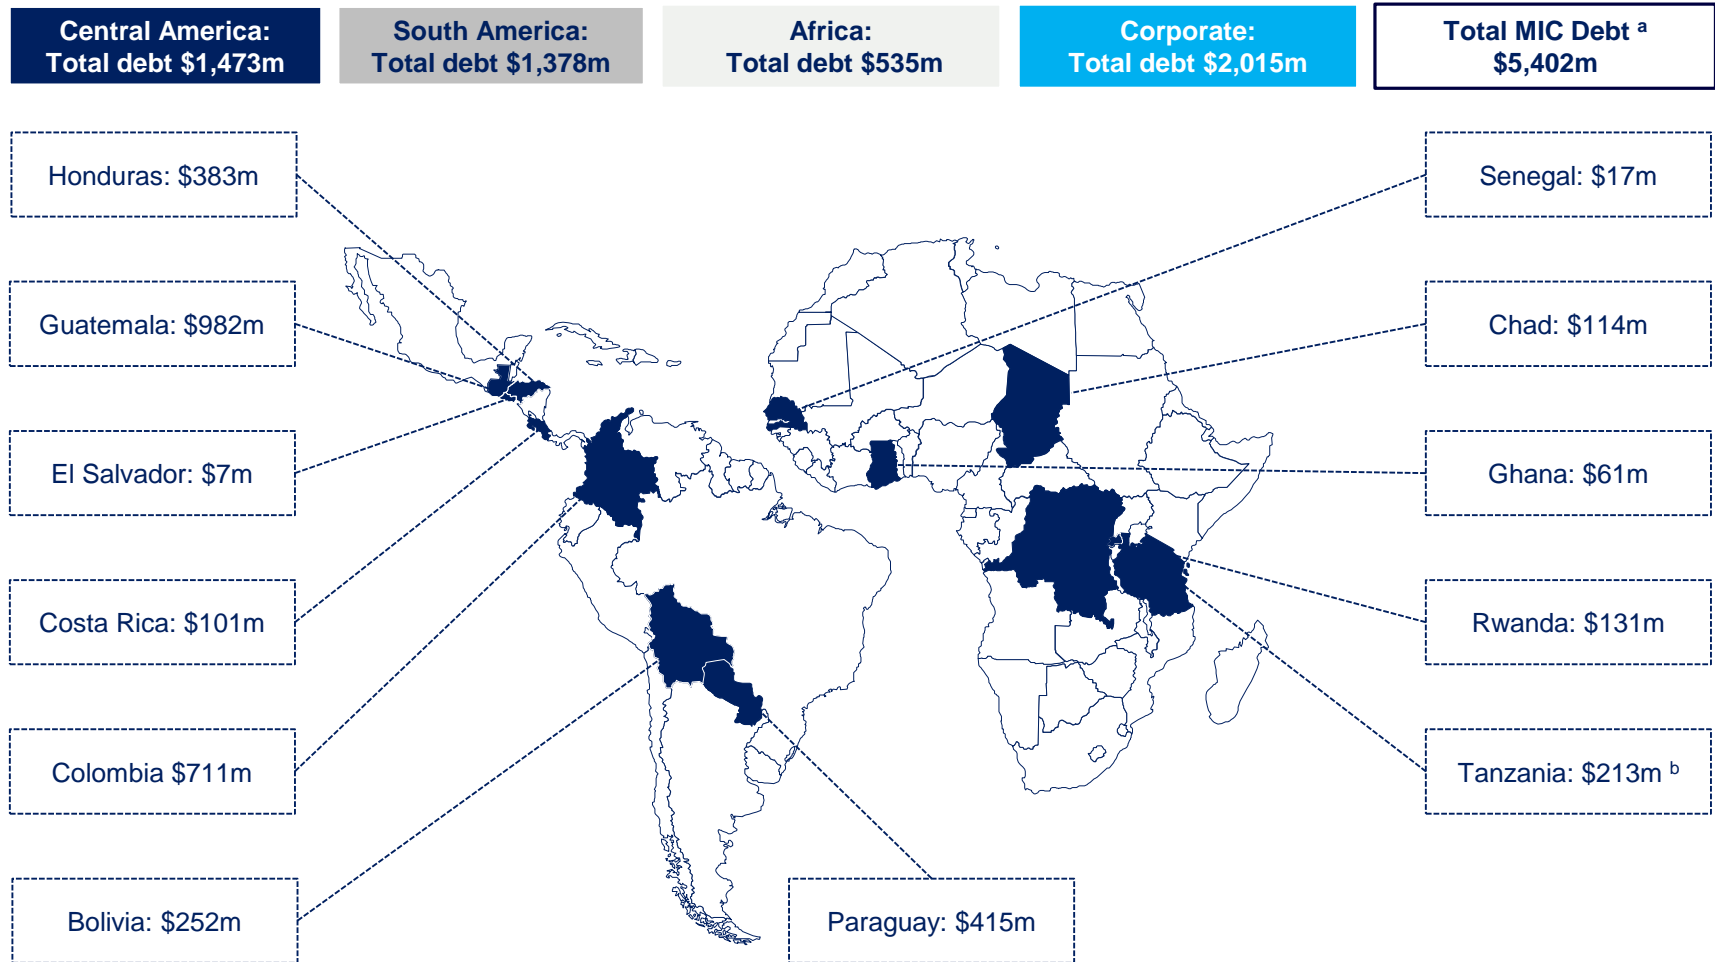 Central America:
Total debt $1,473m
South America:
Total debt $1,378m
Africa:
Total debt $535m
Corporate:
Total debt $2,015m
Total MIC Debt ᵃ
$5,402m
Honduras: $383m
Guatemala: $982m
El Salvador: $7m
Costa Rica: $101m
Colombia $711m
Bolivia: $252m
Paraguay: $415m
Senegal: $17m
Chad: $114m
Ghana: $61m
Rwanda: $131m
Tanzania: $213m ᵇ